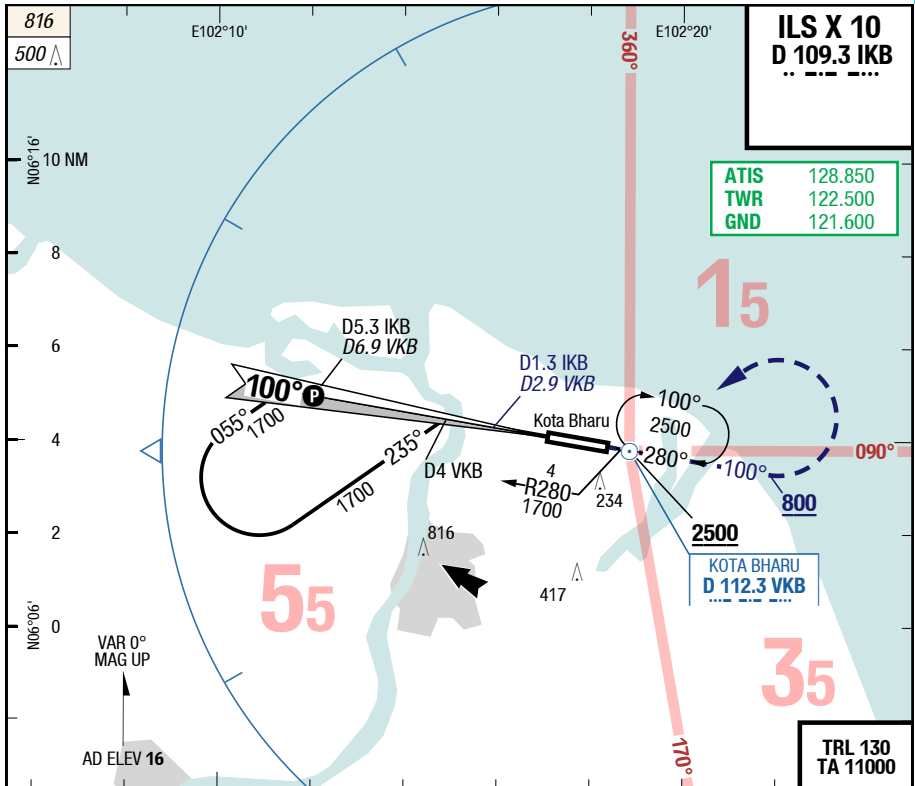 816
500
E102°10'
E102°20'
360°
ILS X 10
D 109.3 IKB
N06°16'
10 NM
ATIS 128.850
TWR 122.500
GND 121.600
8
15
6
D5.3 IKB
D6.9 VKB
D1.3 IKB
D2.9 VKB
100°
P
Kota Bharu
100°
2500
055°
1700
235°
1700
4
D4 VKB
280°
100°
090°
4
R280
1700
234
800
2500
2
816
KOTA BHARU
D 112.3 VKB
417
55
N06°06'
0
VAR 0°
MAG UP
35
170°
AD ELEV 16
TRL 130
TA 11000